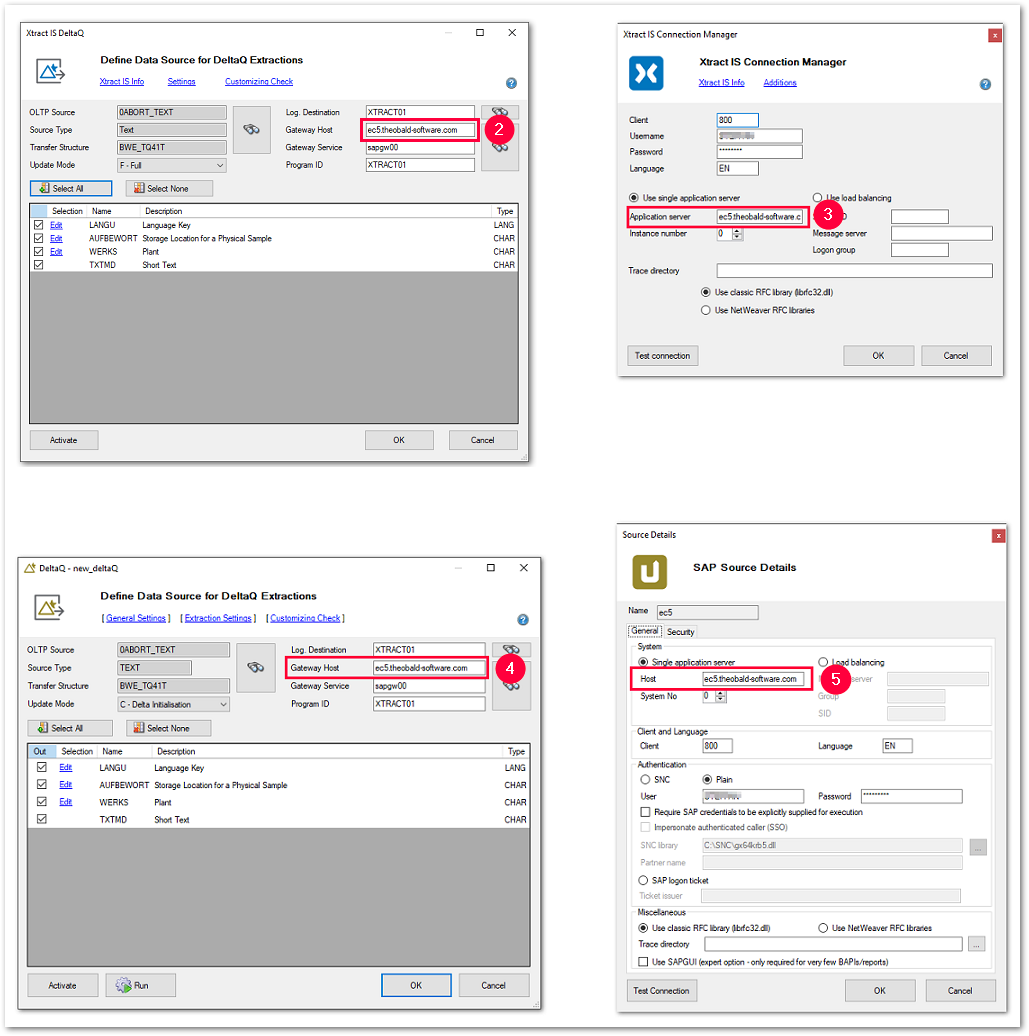 Xtract IS DeltaQ
Define Data Source for DeltaQ Extractions
Xtract IS Info Settings Customizing Check
OLTP Source 0ABORT_TEXT Log. Destination XTRACT01
Source Type Text Gateway Host ec5.theobald-software.com 2
Transfer Structure BWE_TQ41T Gateway Service sapgw00
Update Mode F - Full Program ID XTRACT01
Select All Select None
Selection Name Description Type
Edit LANGU Language Key LANG
Edit AUFBEWORT Storage Location for a Physical Sample CHAR
Edit WERKS Plant CHAR
TXTMD Short Text CHAR
Activate OK Cancel
Xtract IS Connection Manager
Xtract IS Connection Manager
Xtract IS Info Additions
Client 800
Username
Password ********
Language EN
Use single application server Use load balancing
Application server ec5.theobald-software.c 3 D
Instance number 0 Message server
Logon group
Trace directory
Use classic RFC library (librfc32.dll)
Use NetWeaver RFC libraries
Test connection OK Cancel
DeltaQ - new_deltaQ
Define Data Source for DeltaQ Extractions
[ General Settings ] [ Extraction Settings ] [ Customizing Check ]
OLTP Source 0ABORT_TEXT Log. Destination XTRACT01
Source Type TEXT Gateway Host ec5.theobald-software.com 4
Transfer Structure BWE_TQ41T Gateway Service sapgw00
Update Mode C - Delta Initialisation Program ID XTRACT01
Select All Select None
Out Selection Name Description Type
Edit LANGU Language Key LANG
Edit AUFBEWORT Storage Location for a Physical Sample CHAR
Edit WERKS Plant CHAR
TXTMD Short Text CHAR
Activate Run OK Cancel
Source Details
SAP Source Details
Name ec5
General Security
System
Single application server Load balancing
Host ec5.theobald-software.com 5 server
System No 0 Group
SID
Client and Language
Client 800 Language EN
Authentication
SNC Plain
User Password *********
Require SAP credentials to be explicitly supplied for execution
Impersonate authenticated caller (SSO)
SNC library C:\SNC\gx64krb5.dll ...
Partner name
SAP logon ticket
Ticket issuer
Miscellaneous
Use classic RFC library (librfc32.dll) Use NetWeaver RFC libraries
Trace directory ...
Use SAPGUI (expert option - only required for very few BAPIs/reports)
Test Connection OK Cancel